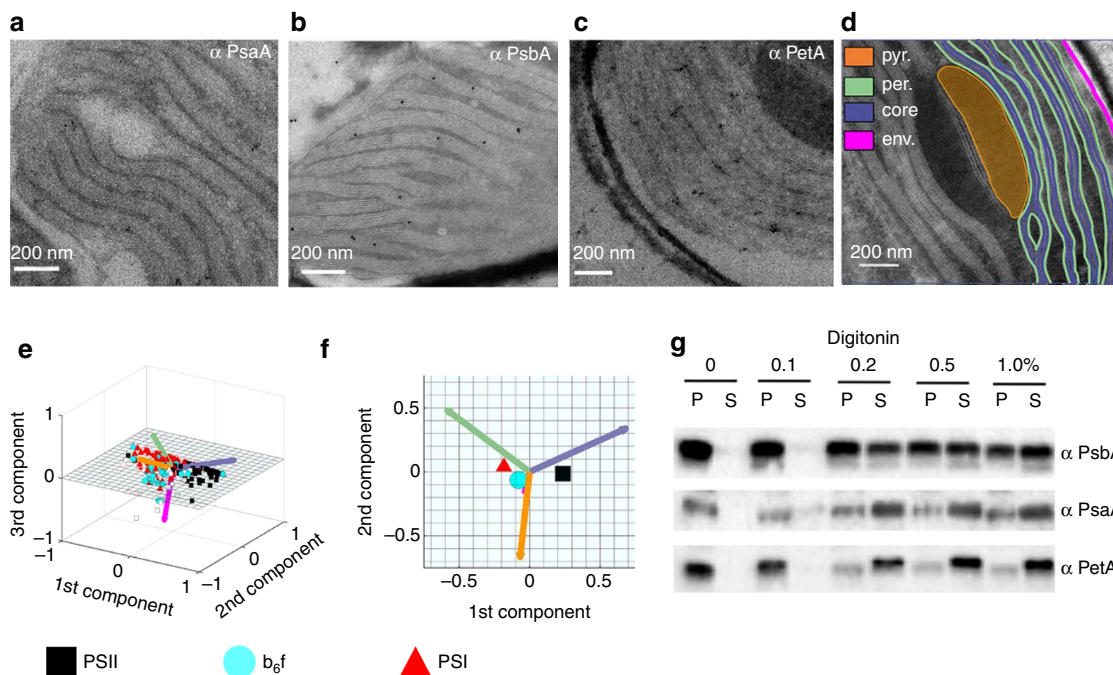 a
α PsaA
200 nm
b
α PsbA
200 nm
c
α PetA
200 nm
d
pyr.
per.
core
env.
200 nm
e
3rd component
1
0
−1
−1
0
1
1st component
−1
0
1
2nd component
f
2nd component
0.5
0
−0.5
−0.5
0
0.5
1st component
g
Digitonin
0
0.1
0.2
0.5
1.0%
P S P S P S P S P S
α PsbA
α PsaA
α PetA
PSII
b6f
PSI